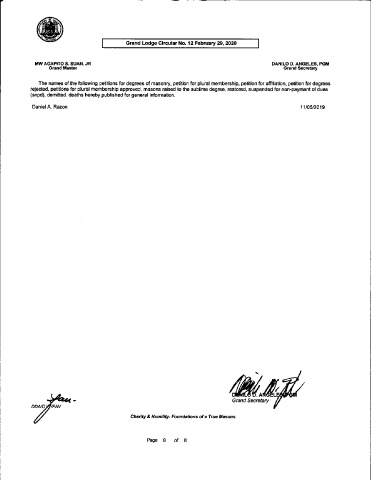 Grand Lodge Circular No. 12 February 29, 2020
MW AGAPITO S. SUAN, JR
Grand Master
DANILO D. ANGELES, PGM
Grand Secretary
The names of the following petitions for degrees of masonry, petition for plural membership, petition for affiliation, petition for degrees
rejected, petitions for plural membership approved, masons raised to the sublime degree, restored, suspended for non-payment of dues
(snpd), demitted, deaths hereby published for general information.
Daniel A. Razon 11/05/2019
DANILO D. ANGELES, PGM
Grand Secretary
Charity & Humility: Foundations of a True Masons
Page 8 of 8